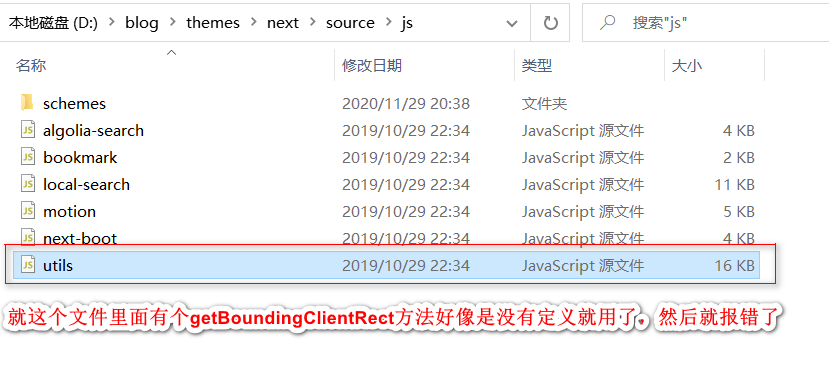 本地磁盘 (D:) > blog > themes > next > source > js 搜索"js"
名称 修改日期 类型 大小
schemes 2020/11/29 20:38 文件夹
algolia-search 2019/10/29 22:34 JavaScript 源文件 4 KB
bookmark 2019/10/29 22:34 JavaScript 源文件 2 KB
local-search 2019/10/29 22:34 JavaScript 源文件 11 KB
motion 2019/10/29 22:34 JavaScript 源文件 5 KB
next-boot 2019/10/29 22:34 JavaScript 源文件 4 KB
utils 2019/10/29 22:34 JavaScript 源文件 16 KB
就这个文件里面有个getBoundingClientRect方法好像是没有定义就用了。然后就报错了